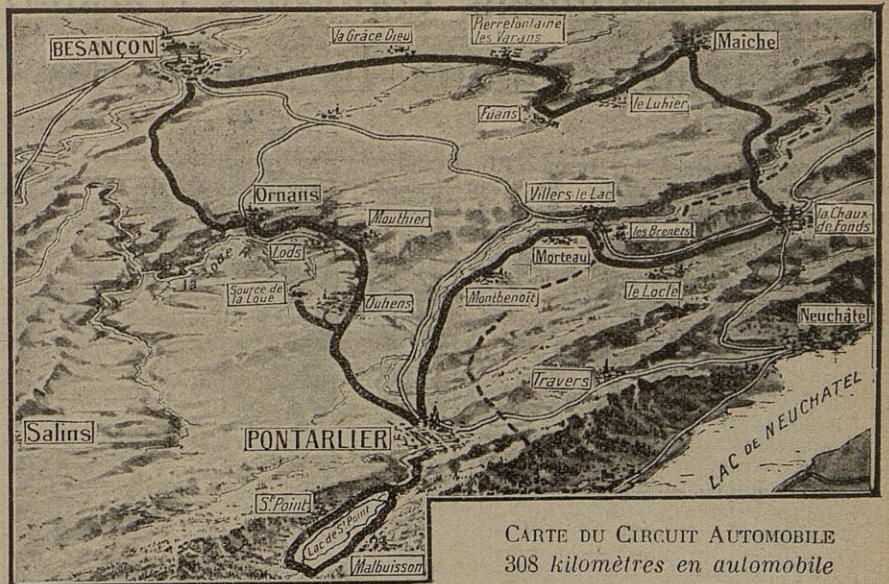 BESANÇON
la Grâce Dieu
Pierrefontaine
les Varans
Maîche
Fuans
le Luhier
Ornans
Mouthier
Villers le Lac
les Brenets
la Chaux-
de-Fonds
Lods
la Loue R.
Morteau
Source de
la Loue
Ouhens
Montbenoît
le Locle
Neuchâtel
Travers
Salins
PONTARLIER
LAC DE NEUCHATEL
St Point
Lac de St Point
Malbuisson
CARTE DU CIRCUIT AUTOMOBILE
308 kilomètres en automobile